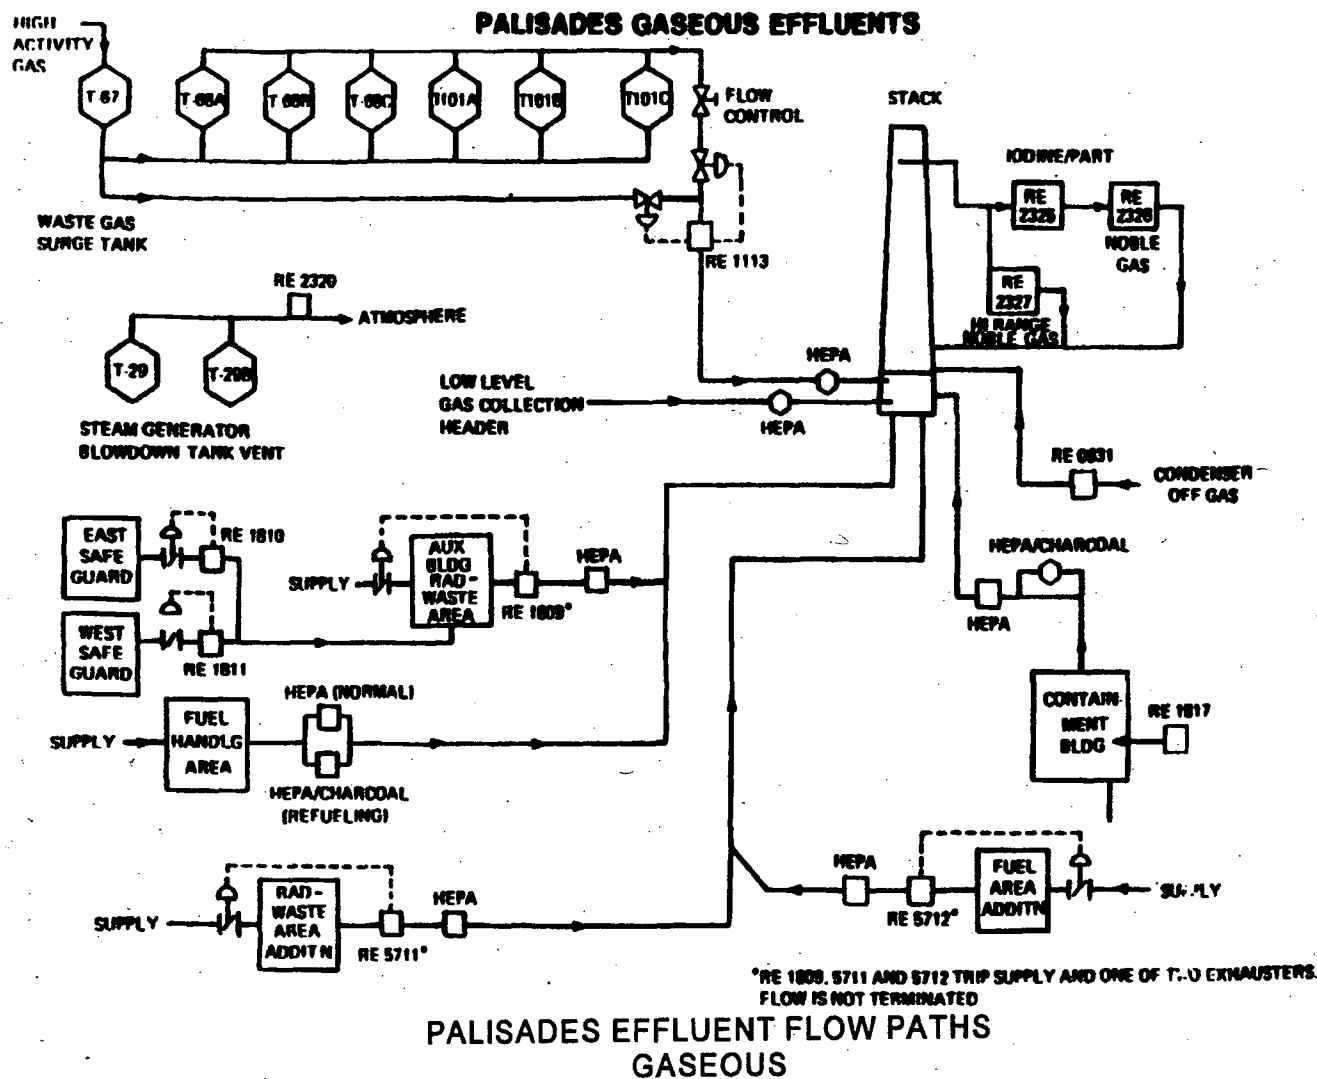 PALISADES GASEOUS EFFLUENTS
HIGH
ACTIVITY
GAS
T-67
T-68A
T-68B
T-68C
T101A
T101B
T101C
FLOW
CONTROL
STACK
IODINE/PART
RE
2325
RE
2326
NOBLE
GAS
RE
2327
HI RANGE
NOBLE GAS
WASTE GAS
SURGE TANK
RE 1113
RE 2320
ATMOSPHERE
T-29
T-29B
STEAM GENERATOR
BLOWDOWN TANK VENT
HEPA
LOW LEVEL
GAS COLLECTION
HEADER
HEPA
RE 0631
CONDENSER
OFF GAS
EAST
SAFE
GUARD
RE 1810
WEST
SAFE
GUARD
RE 1811
SUPPLY
AUX
BLDG
RAD-
WASTE
AREA
RE 1809*
HEPA
HEPA/CHARCOAL
HEPA
CONTAIN-
MENT
BLDG
RE 1817
SUPPLY
FUEL
HANDLG
AREA
HEPA (NORMAL)
HEPA/CHARCOAL
(REFUELING)
SUPPLY
RAD-
WASTE
AREA
ADDIT'N
RE 5711*
HEPA
HEPA
RE 5712*
FUEL
AREA
ADDITN
SUPPLY
*RE 1809, 5711 AND 5712 TRIP SUPPLY AND ONE OF TWO EXHAUSTERS.
FLOW IS NOT TERMINATED
PALISADES EFFLUENT FLOW PATHS
GASEOUS